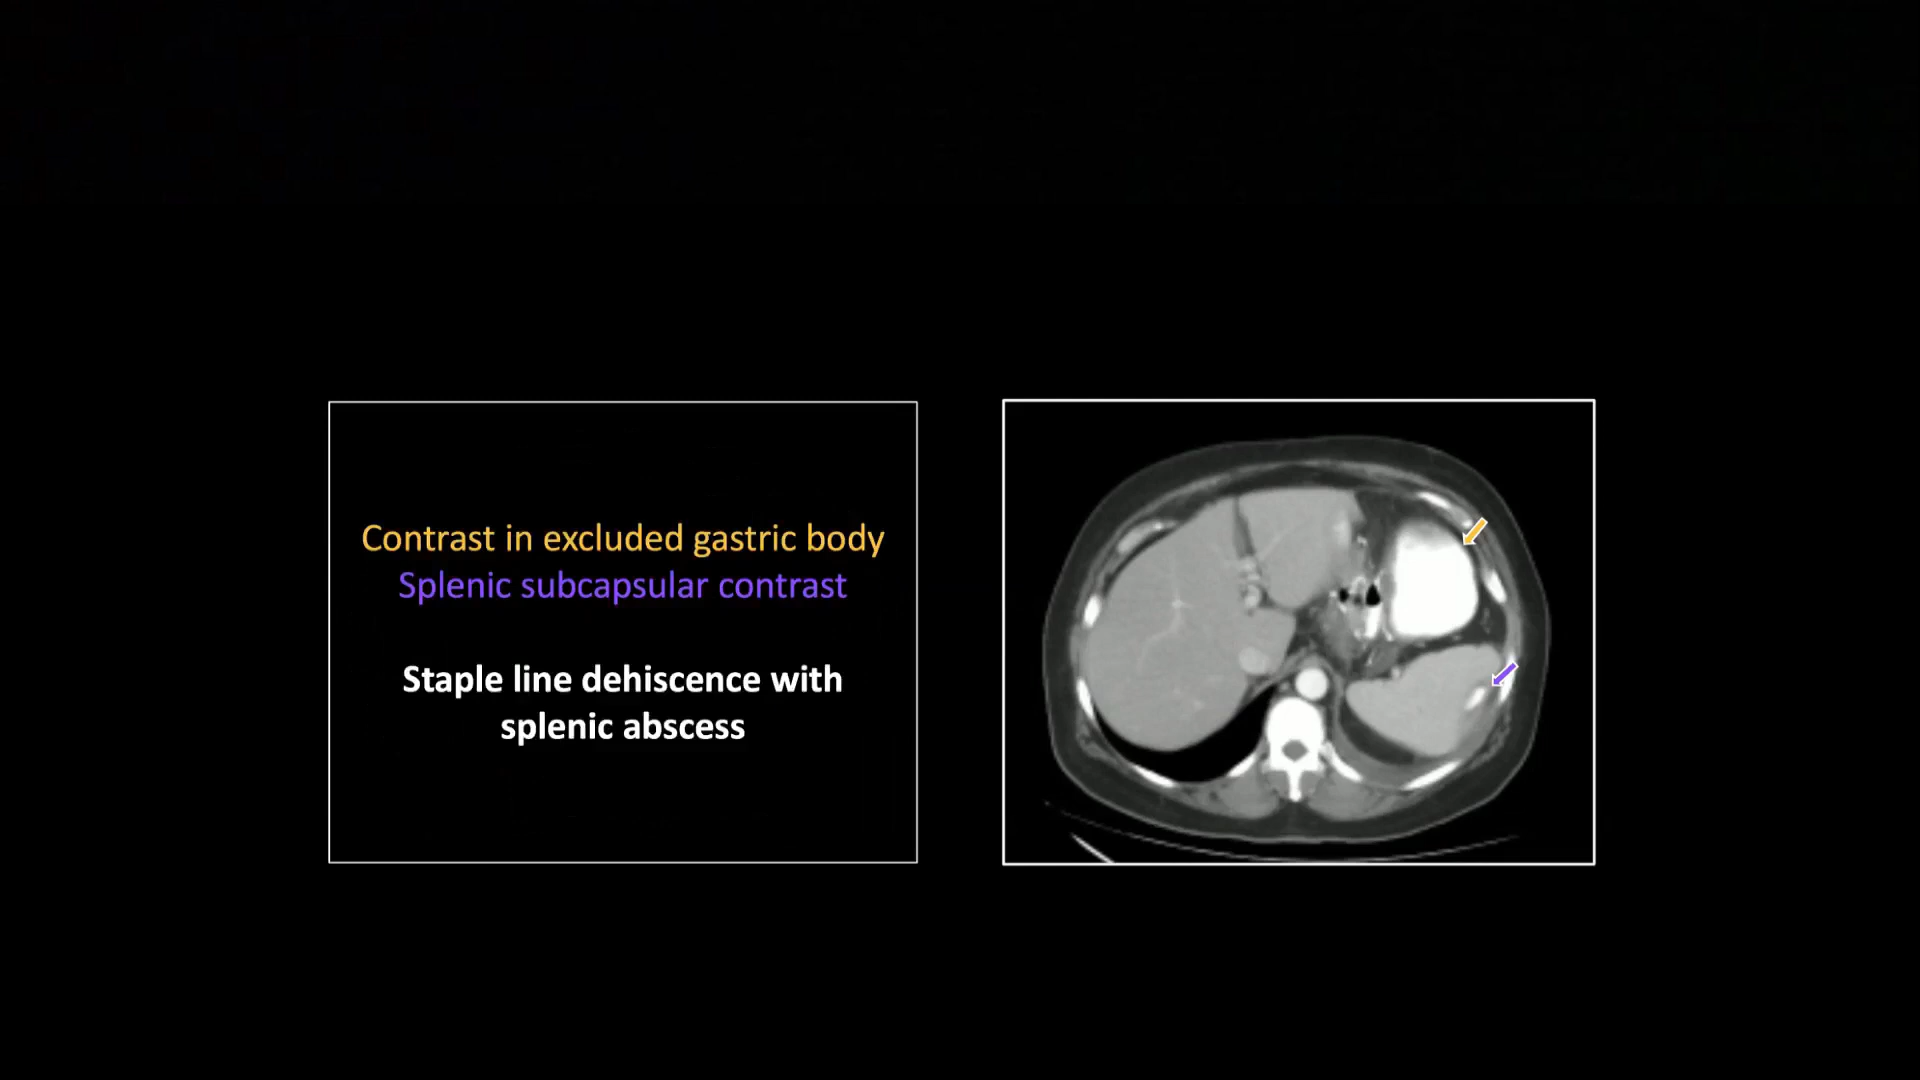 Contrast in excluded gastric body
Splenic subcapsular contrast
Staple line dehiscence with
splenic abscess